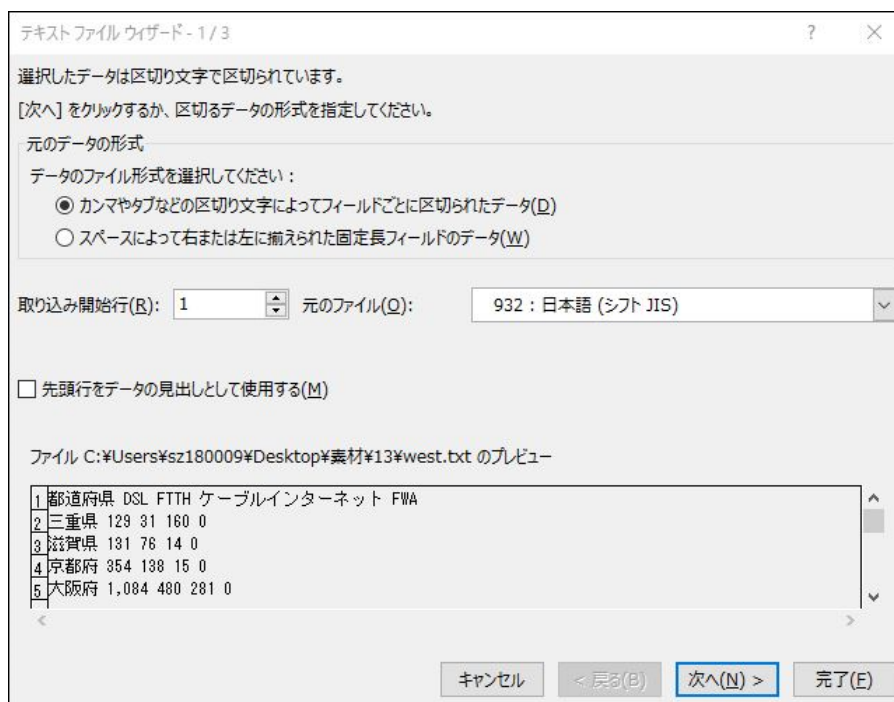 テキスト ファイル ウィザード - 1 / 3 ? ×
選択したデータは区切り文字で区切られています。
[次へ] をクリックするか、区切るデータの形式を指定してください。
元のデータの形式
データのファイル形式を選択してください:
カンマやタブなどの区切り文字によってフィールドごとに区切られたデータ(D)
スペースによって右または左に揃えられた固定長フィールドのデータ(W)
取り込み開始行(R): 1 元のファイル(O): 932 : 日本語 (シフト JIS)
先頭行をデータの見出しとして使用する(M)
ファイル C:¥Users¥sz180009¥Desktop¥素材¥13¥west.txt のプレビュー
1 都道府県 DSL FTTH ケーブルインターネット FWA
2 三重県 129 31 160 0
3 滋賀県 131 76 14 0
4 京都府 354 138 15 0
5 大阪府 1,084 480 281 0
キャンセル < 戻る(B) 次へ(N) > 完了(F)